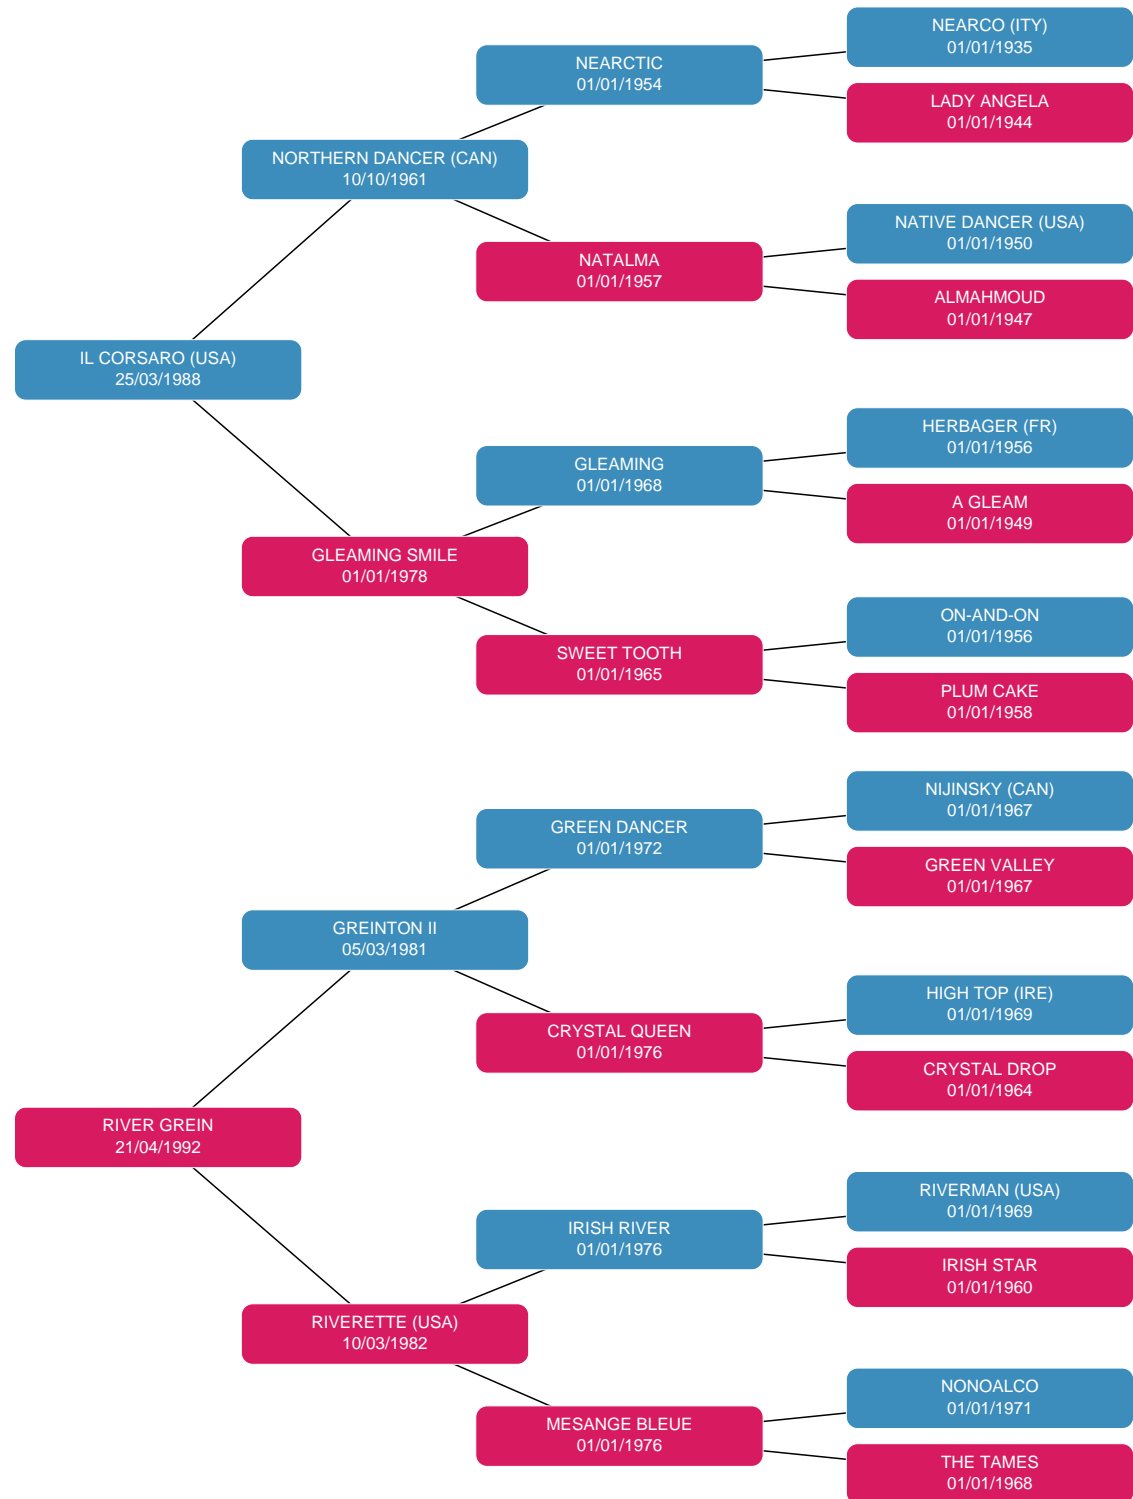 NEARCO (ITY)
01/01/1935
NEARCTIC
01/01/1954
LADY ANGELA
01/01/1944
NORTHERN DANCER (CAN)
10/10/1961
NATIVE DANCER (USA)
01/01/1950
NATALMA
01/01/1957
ALMAHMOUD
01/01/1947
IL CORSARO (USA)
25/03/1988
HERBAGER (FR)
01/01/1956
GLEAMING
01/01/1968
A GLEAM
01/01/1949
GLEAMING SMILE
01/01/1978
ON-AND-ON
01/01/1956
SWEET TOOTH
01/01/1965
PLUM CAKE
01/01/1958
NIJINSKY (CAN)
01/01/1967
GREEN DANCER
01/01/1972
GREEN VALLEY
01/01/1967
GREINTON II
05/03/1981
HIGH TOP (IRE)
01/01/1969
CRYSTAL QUEEN
01/01/1976
CRYSTAL DROP
01/01/1964
RIVER GREIN
21/04/1992
RIVERMAN (USA)
01/01/1969
IRISH RIVER
01/01/1976
IRISH STAR
01/01/1960
RIVERETTE (USA)
10/03/1982
NONOALCO
01/01/1971
MESANGE BLEUE
01/01/1976
THE TAMES
01/01/1968